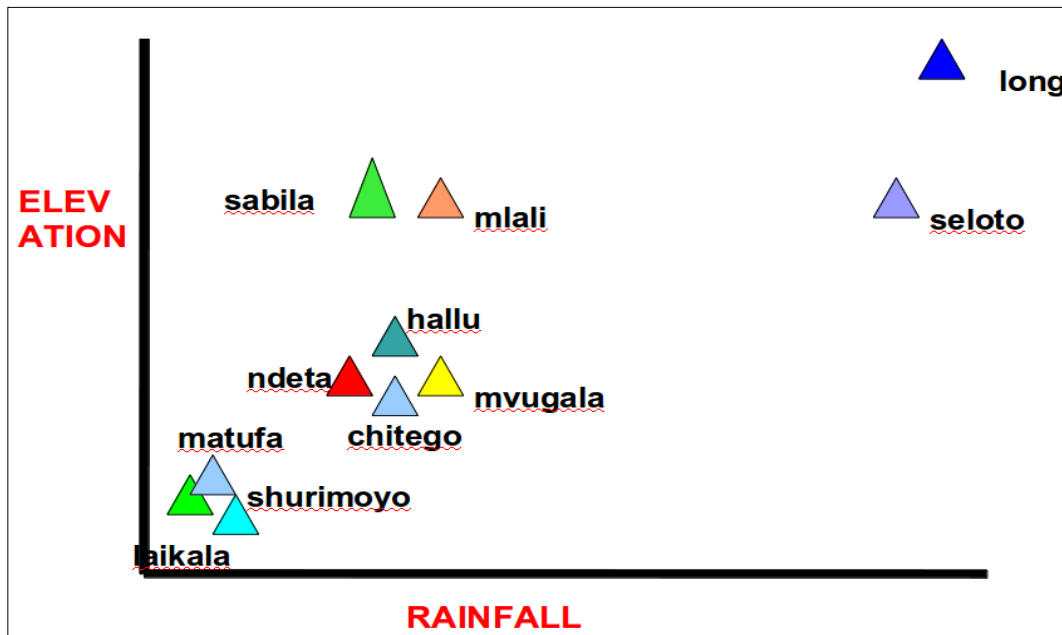 long
sabila
mlali
seloto
ELEV
ATION
hallu
ndeta
mvugala
chitego
matufa
shurimoyo
laikala
RAINFALL